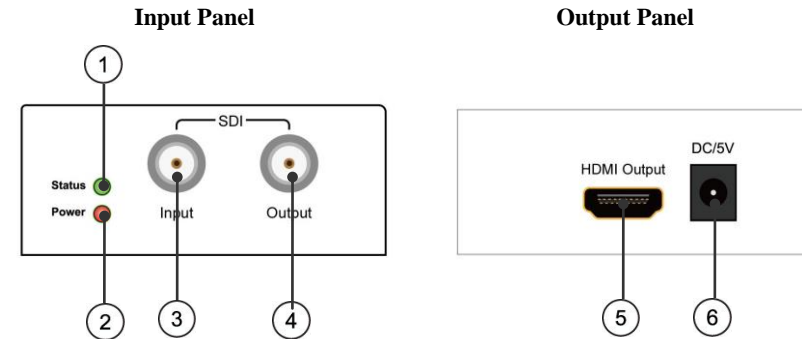 Input Panel
Output Panel
1
SDI
Status
Power
Input
Output
2
3
4
DC/5V
HDMI Output
5
6